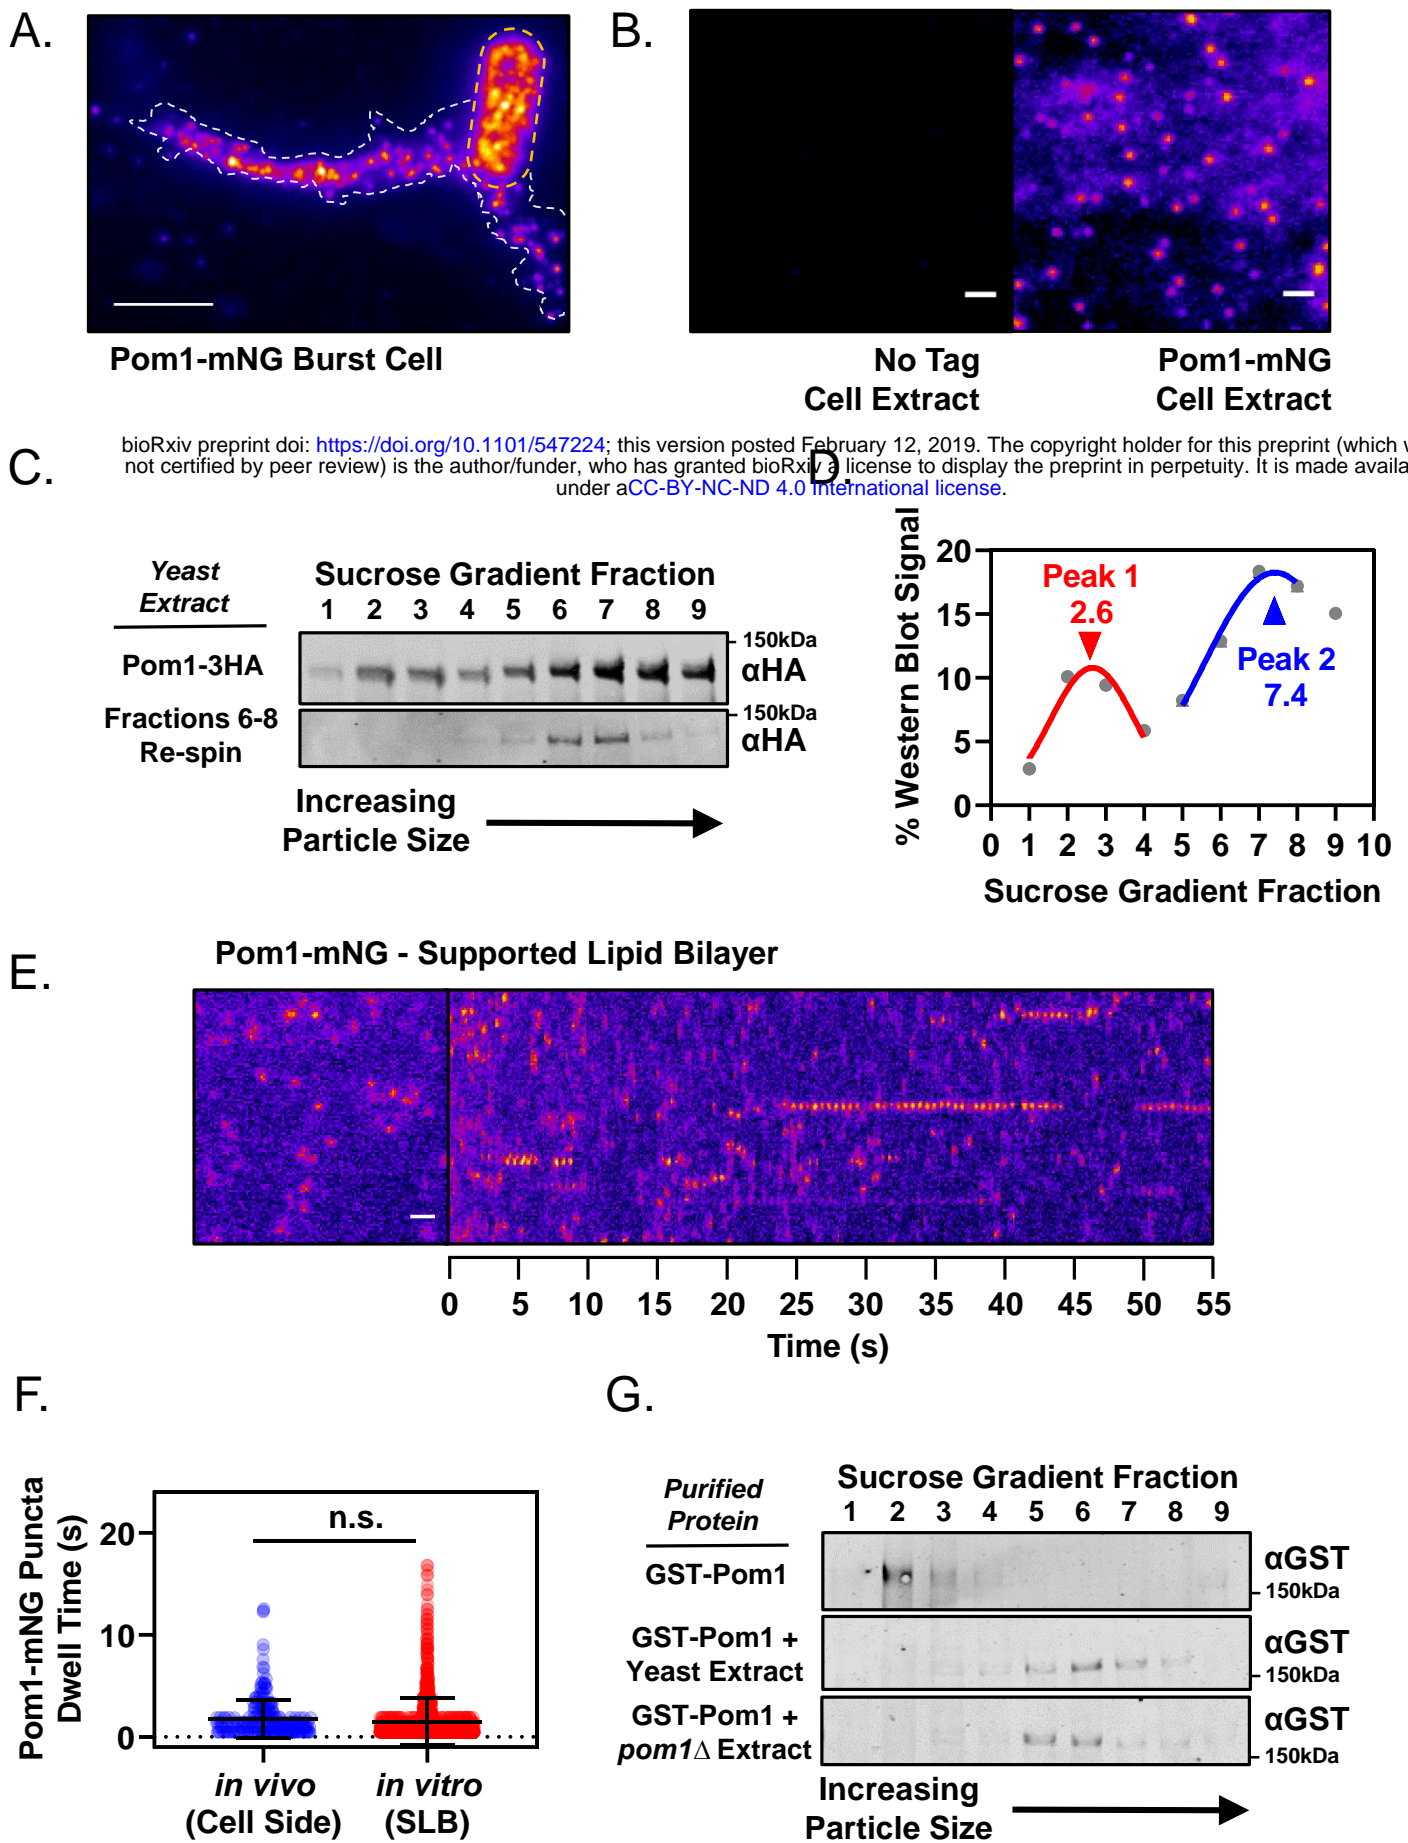 A.
B.
Pom1-mNG Burst Cell
No Tag
Cell Extract
Pom1-mNG
Cell Extract
bioRxiv preprint doi: https://doi.org/10.1101/547224; this version posted February 12, 2019. The copyright holder for this preprint (which w
not certified by peer review) is the author/funder, who has granted bioRxiv a license to display the preprint in perpetuity. It is made availa
under aCC-BY-NC-ND 4.0 International license.
C.
D.
Yeast
Extract
Sucrose Gradient Fraction
1 2 3 4 5 6 7 8 9
Pom1-3HA
150kDa
αHA
Fractions 6-8
Re-spin
150kDa
αHA
Increasing
Particle Size
% Western Blot Signal
20
15
10
5
0
Peak 1
2.6
Peak 2
7.4
0 1 2 3 4 5 6 7 8 9 10
Sucrose Gradient Fraction
E.
Pom1-mNG - Supported Lipid Bilayer
0 5 10 15 20 25 30 35 40 45 50 55
Time (s)
F.
Pom1-mNG Puncta
Dwell Time (s)
20
10
0
n.s.
in vivo
(Cell Side)
in vitro
(SLB)
G.
Purified
Protein
Sucrose Gradient Fraction
1 2 3 4 5 6 7 8 9
GST-Pom1
αGST
150kDa
GST-Pom1 +
Yeast Extract
αGST
150kDa
GST-Pom1 +
pom1Δ Extract
αGST
150kDa
Increasing
Particle Size